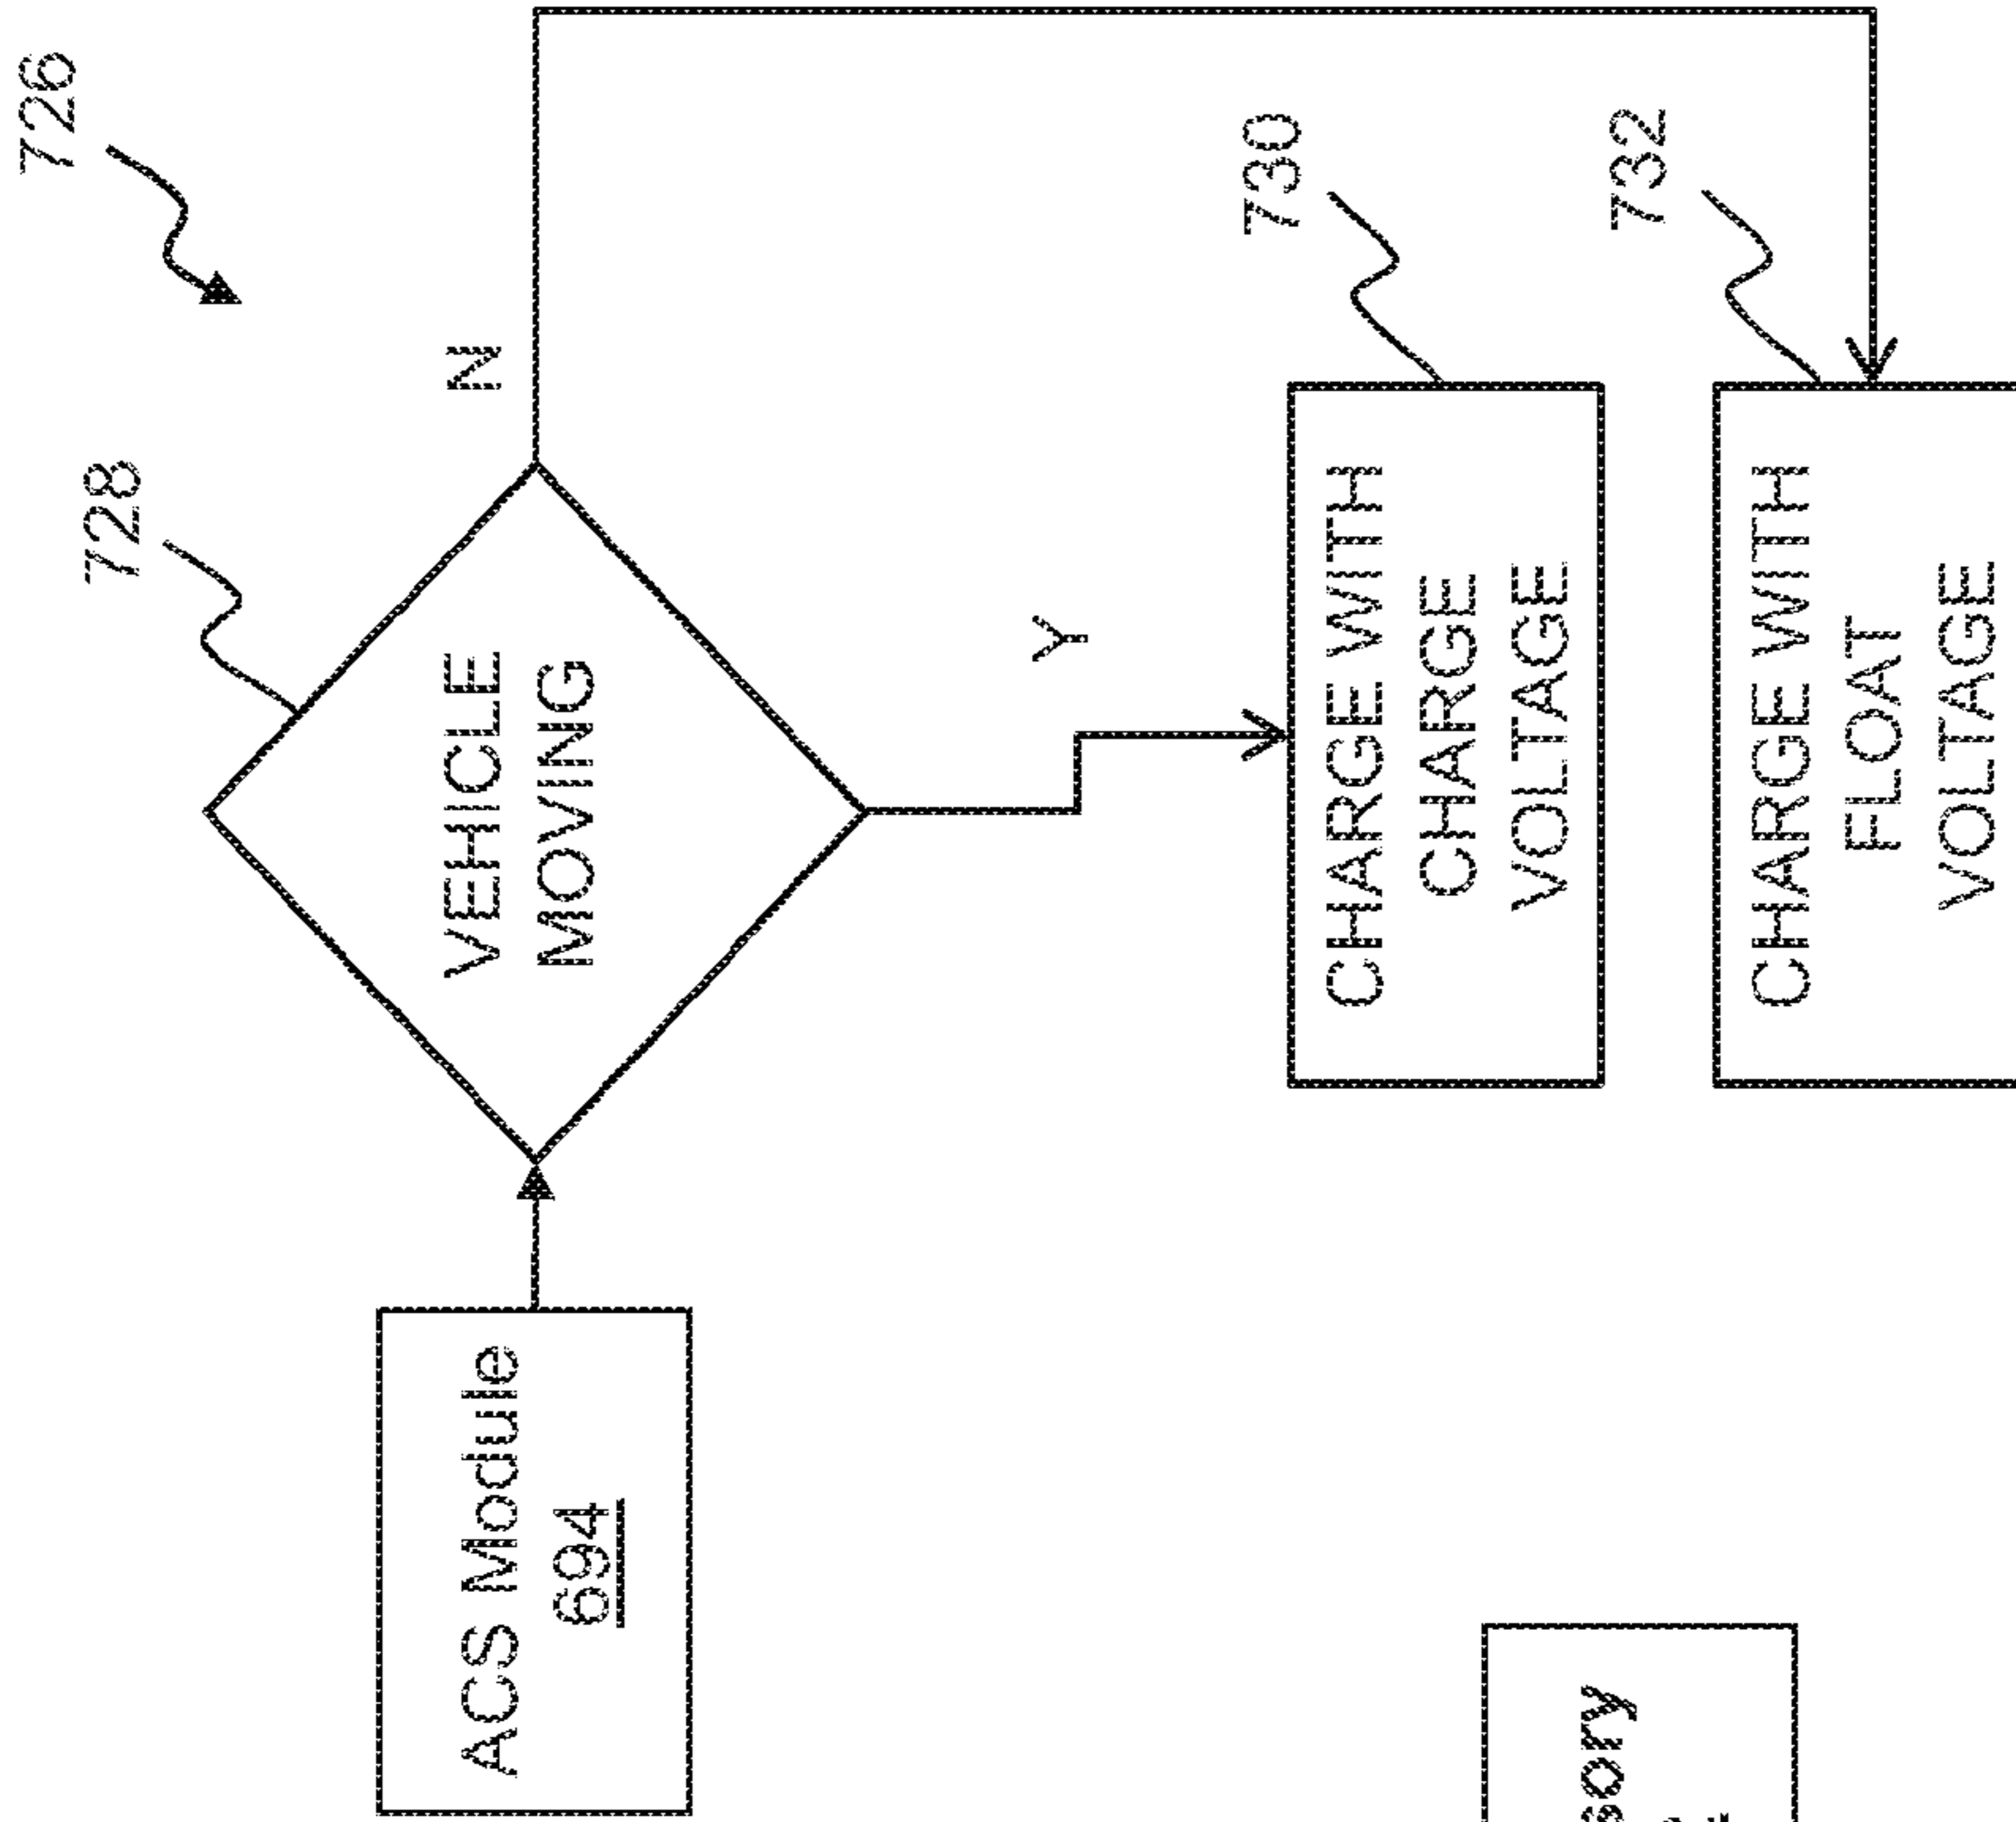 726
728
N
ACS Module
694
VEHICLE
MOVING
Y
730
CHARGE WITH
CHARGE
VOLTAGE
732
CHARGE WITH
FLOAT
VOLTAGE